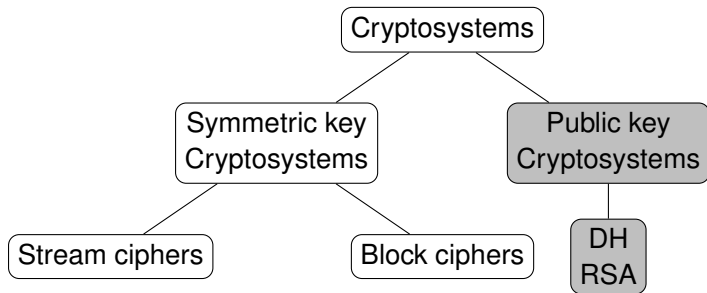 Cryptosystems
Symmetric key
Cryptosystems
Public key
Cryptosystems
Stream ciphers
Block ciphers
DH
RSA